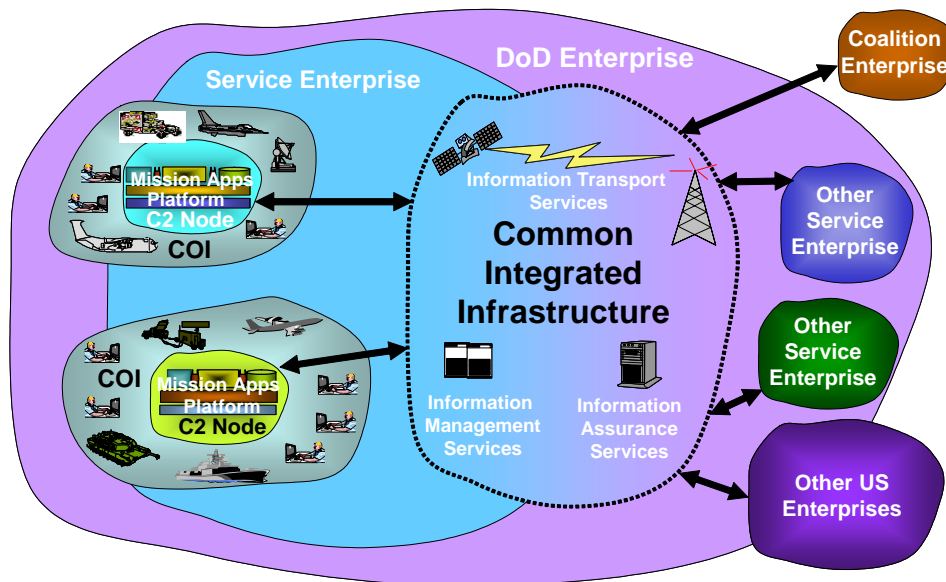 DoD Enterprise
Service Enterprise
Coalition
Enterprise
Mission Apps
Platform
C2 Node
COI
Information Transport
Services
Common
Integrated
Infrastructure
Other
Service
Enterprise
COI
Mission Apps
Platform
C2 Node
Information
Management
Services
Information
Assurance
Services
Other
Service
Enterprise
Other US
Enterprises